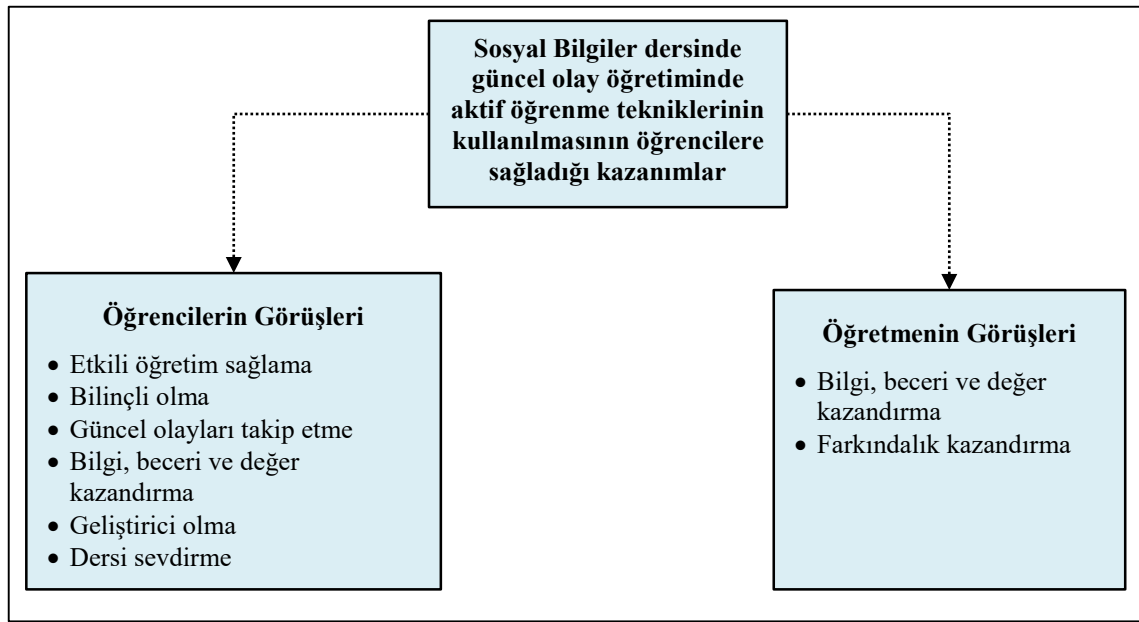 Sosyal Bilgiler dersinde
güncel olay öğretiminde
aktif öğrenme tekniklerinin
kullanılmasının öğrencilere
sağladığı kazanımlar
Öğrencilerin Görüşleri
• Etkili öğretim sağlama
• Bilinçli olma
• Güncel olayları takip etme
• Bilgi, beceri ve değer
kazandırma
• Geliştirici olma
• Dersi sevdirme
Öğretmenin Görüşleri
• Bilgi, beceri ve değer
kazandırma
• Farkındalık kazandırma